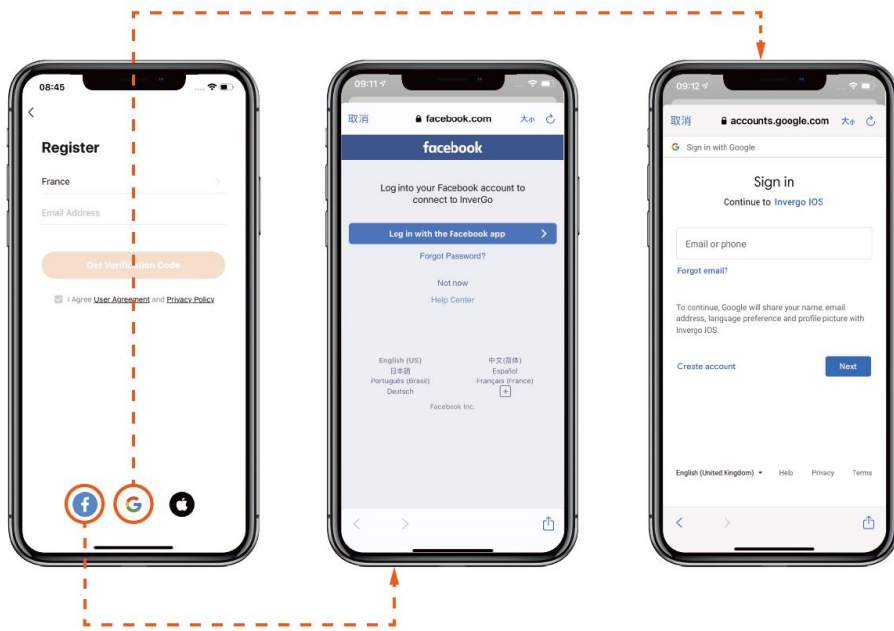 08:45
Register
France
Email Address
Get Verification Code
I Agree User Agreement and Privacy Policy
09:11
取消
facebook.com
大小
facebook
Log into your Facebook account to
connect to InverGo
Log in with the Facebook app
Forgot Password?
Not now
Help Center
English (US)
中文(简体)
日本語
Español
Português (Brasil)
Français (France)
Deutsch
Facebook Inc.
09:12
取消
accounts.google.com
大小
Sign in with Google
Sign in
Continue to Invergo IOS
Email or phone
Forgot email?
To continue, Google will share your name, email
address, language preference and profile picture with
Invergo IOS.
Create account
Next
English (United Kingdom)
Help
Privacy
Terms